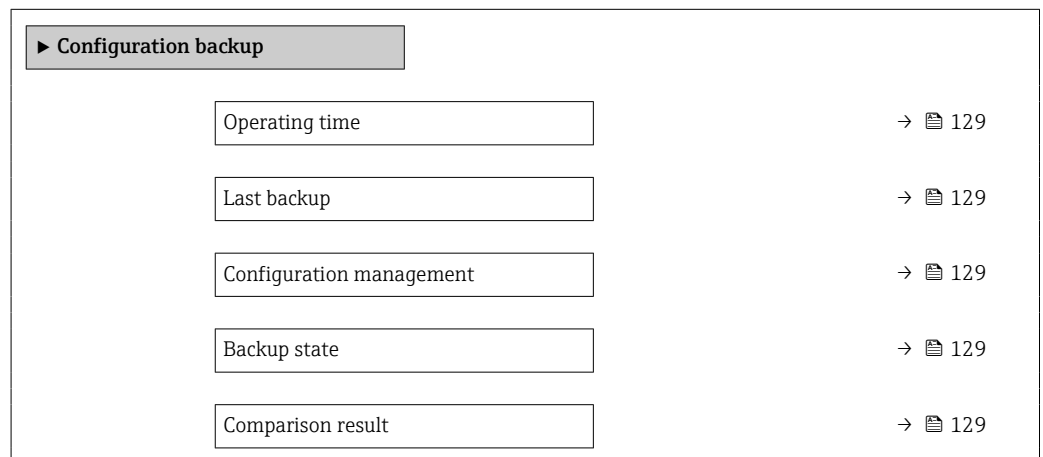 ▶ Configuration backup
Operating time → 129
Last backup → 129
Configuration management → 129
Backup state → 129
Comparison result → 129